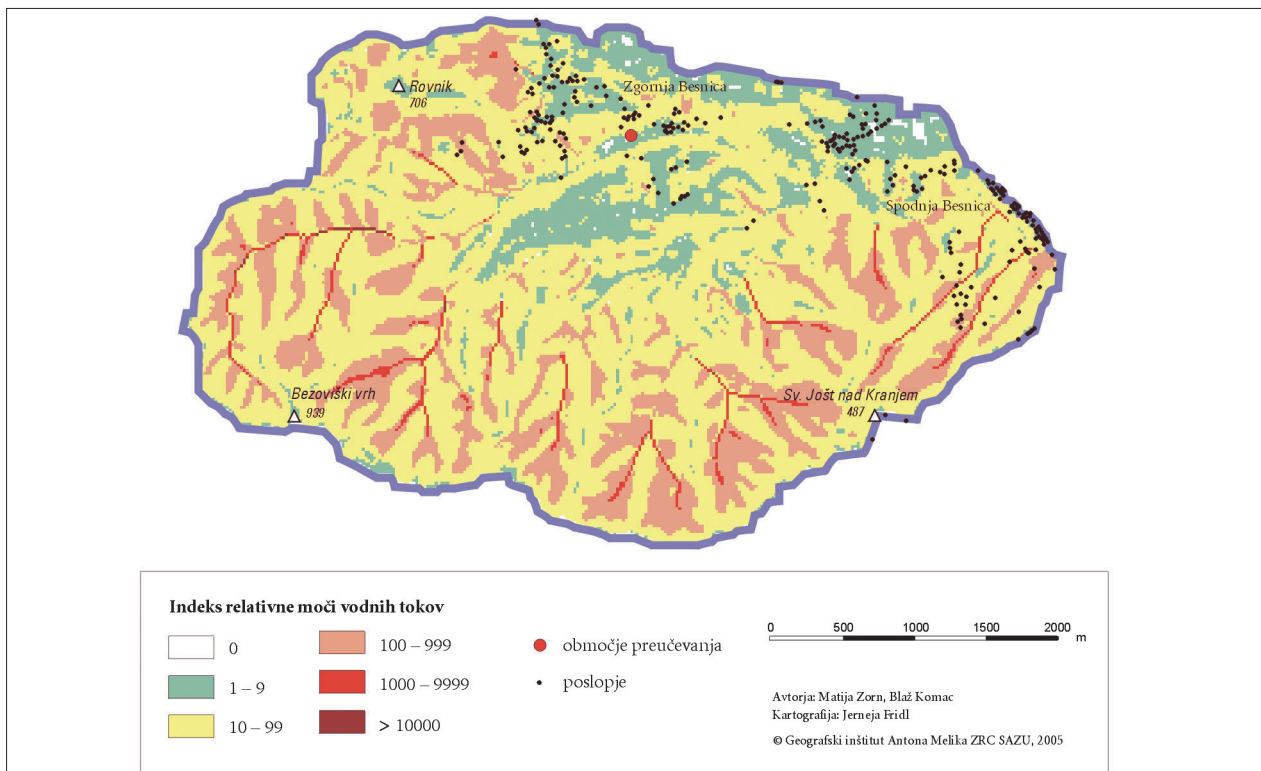 Rovnik
706
Zgornja Besnica
Spodnja Besnica
Bezoviški vrh
939
Sv. Jošt nad Kranjem
487
Indeks relativne moči vodnih tokov
0
1 – 9
10 – 99
100 – 999
1000 – 9999
> 10000
območje preučevanja
poslopje
0 500 1000 1500 2000 m
Avtorja: Matija Zorn, Blaž Komac
Kartografija: Jerneja Fridl
© Geografski inštitut Antona Melika ZRC SAZU, 2005